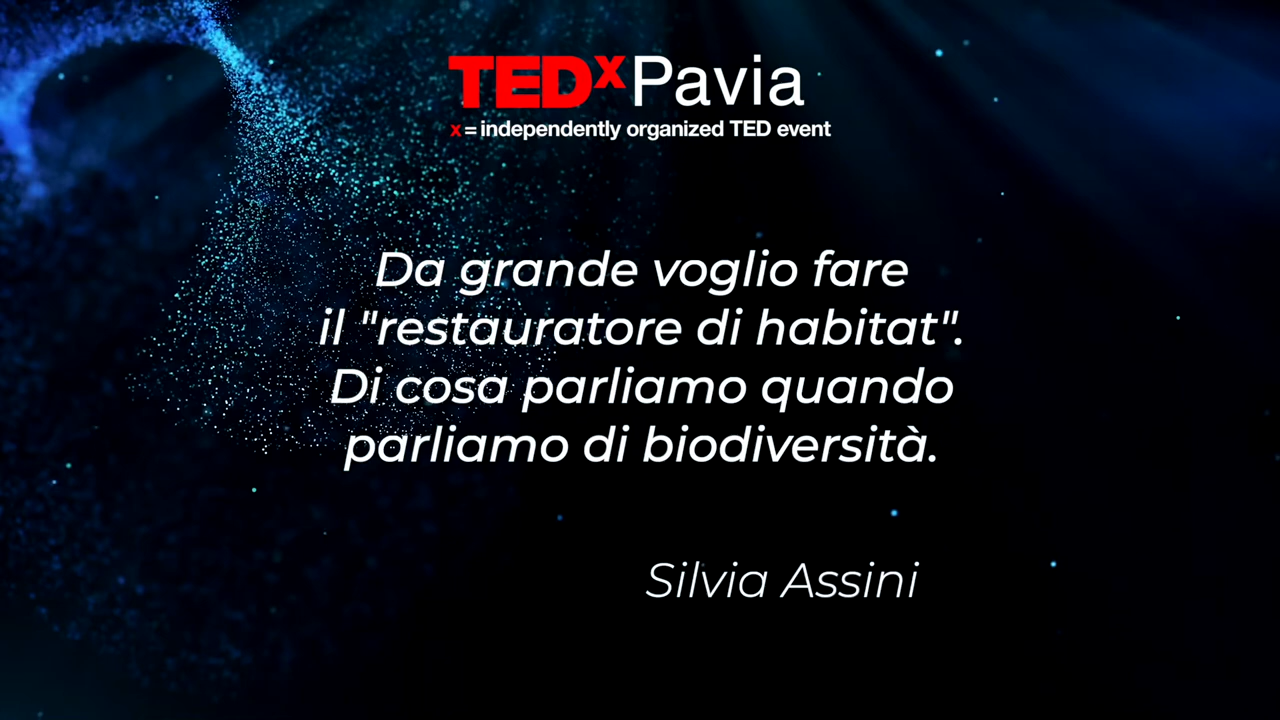 TEDxPavia
x = independently organized TED event
Da grande voglio fare
il "restauratore di habitat".
Di cosa parliamo quando
parliamo di biodiversità.
Silvia Assini